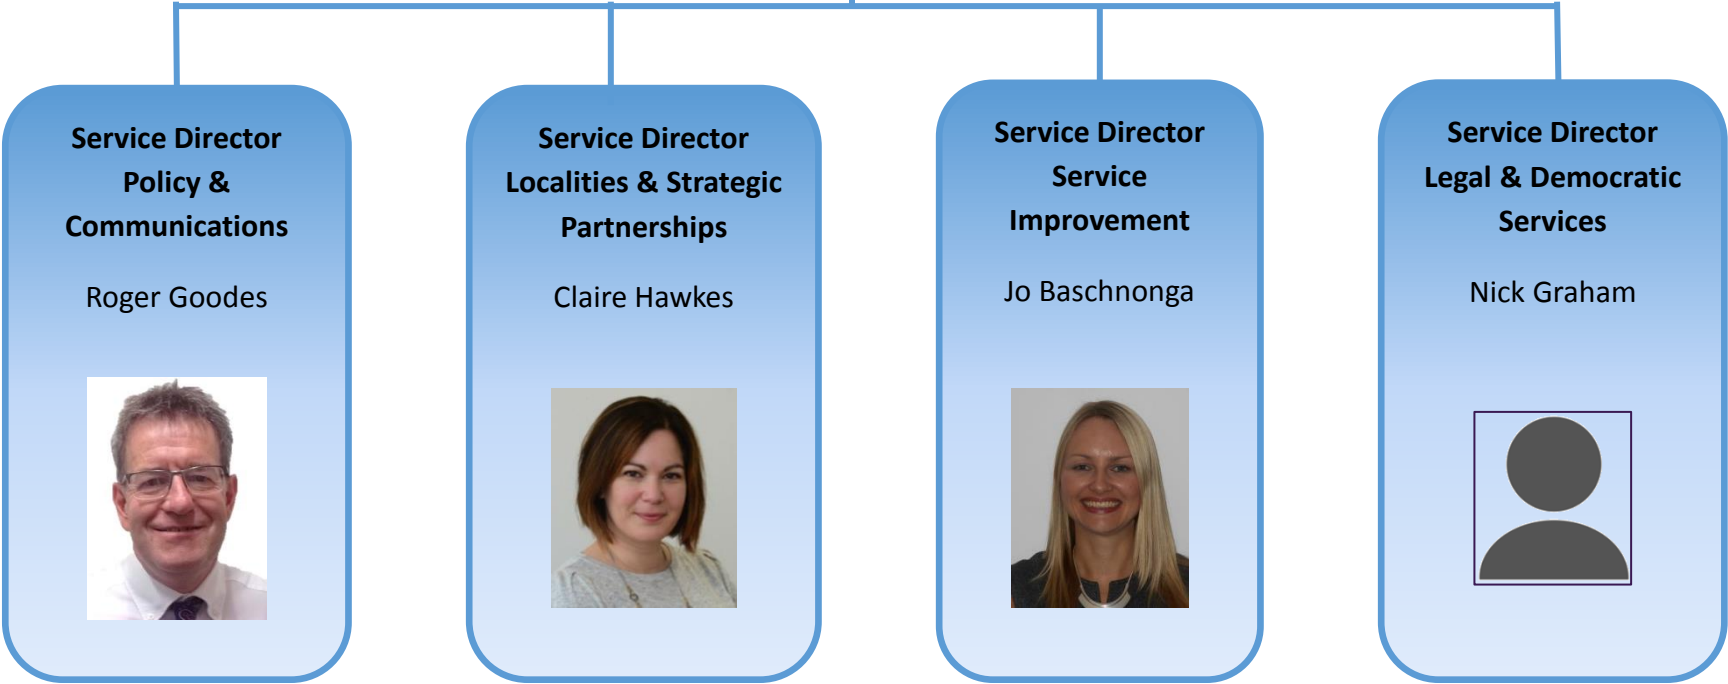 Service Director
Policy &
Communications
Roger Goodes
Service Director
Localities & Strategic
Partnerships
Claire Hawkes
Service Director
Service
Improvement
Jo Baschnonga
Service Director
Legal & Democratic
Services
Nick Graham